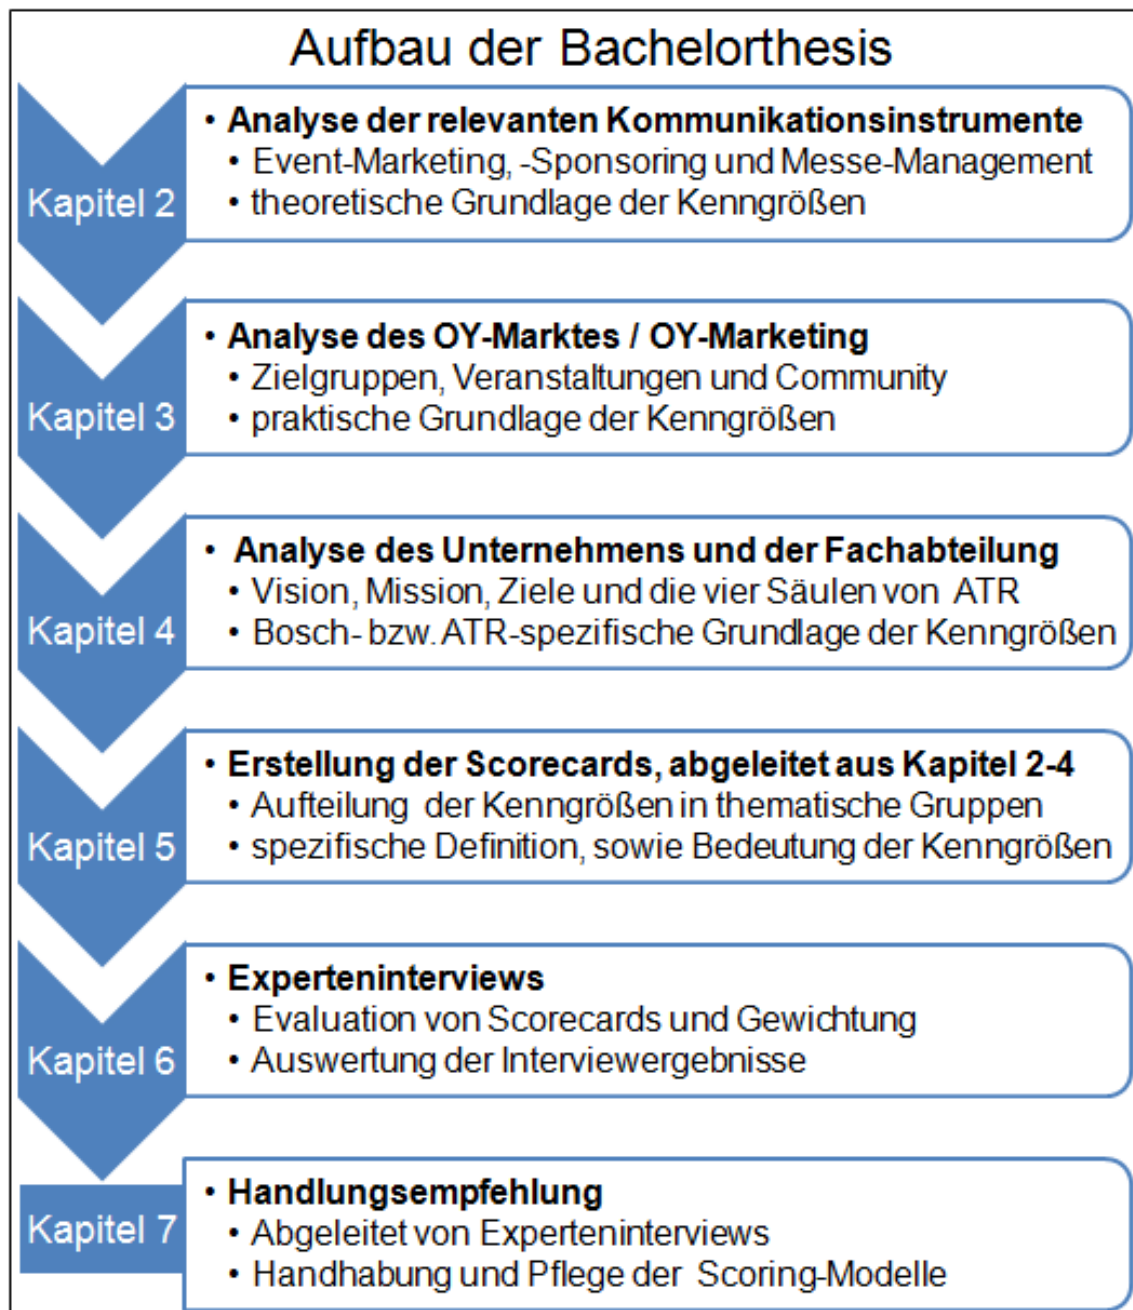 Aufbau der Bachelorthesis
Kapitel 2
• Analyse der relevanten Kommunikationsinstrumente
• Event-Marketing, -Sponsoring und Messe-Management
• theoretische Grundlage der Kenngrößen
Kapitel 3
• Analyse des OY-Marktes / OY-Marketing
• Zielgruppen, Veranstaltungen und Community
• praktische Grundlage der Kenngrößen
Kapitel 4
• Analyse des Unternehmens und der Fachabteilung
• Vision, Mission, Ziele und die vier Säulen von ATR
• Bosch- bzw. ATR-spezifische Grundlage der Kenngrößen
Kapitel 5
• Erstellung der Scorecards, abgeleitet aus Kapitel 2-4
• Aufteilung der Kenngrößen in thematische Gruppen
• spezifische Definition, sowie Bedeutung der Kenngrößen
Kapitel 6
• Experteninterviews
• Evaluation von Scorecards und Gewichtung
• Auswertung der Interviewergebnisse
Kapitel 7
• Handlungsempfehlung
• Abgeleitet von Experteninterviews
• Handhabung und Pflege der Scoring-Modelle